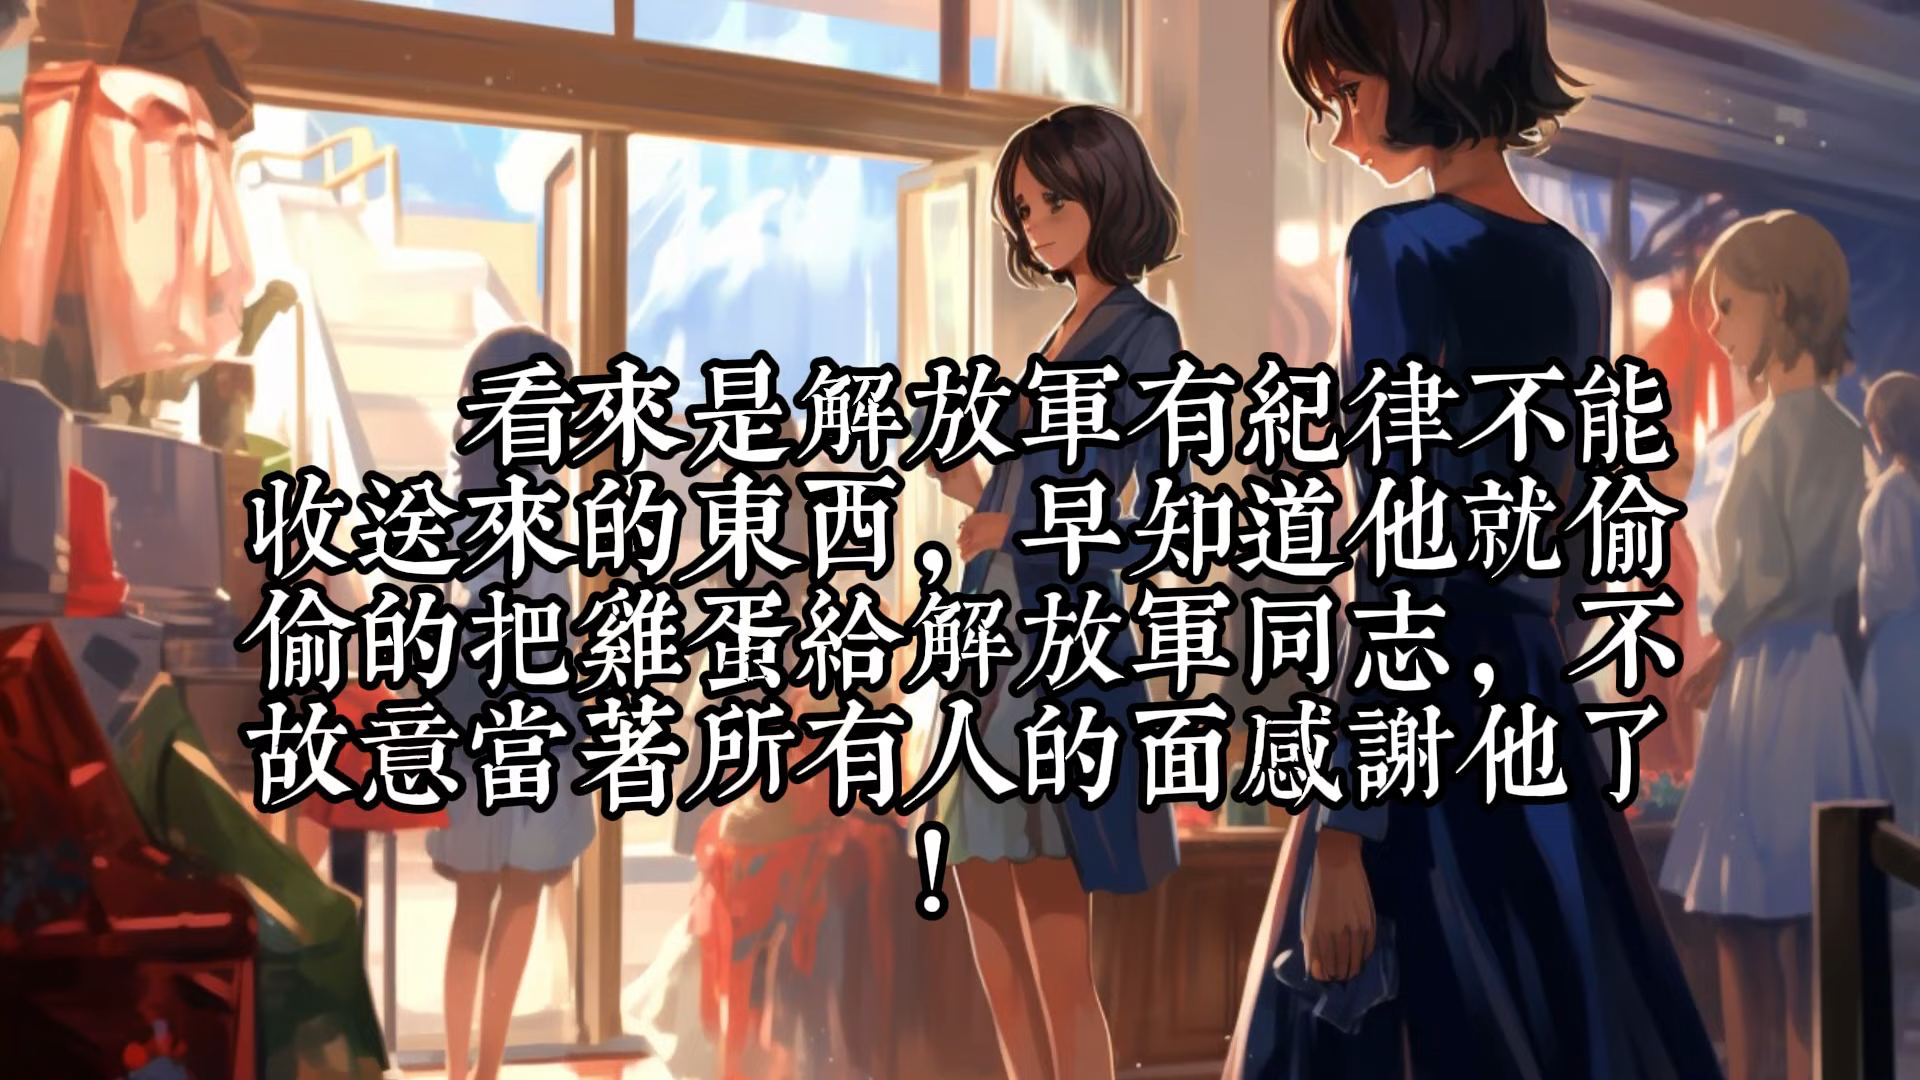 看來是解放軍有紀律不能
收送來的東西，早知道他就偷
偷的把雞蛋給解放軍同志，不
故意當著所有人的面感謝他了
！